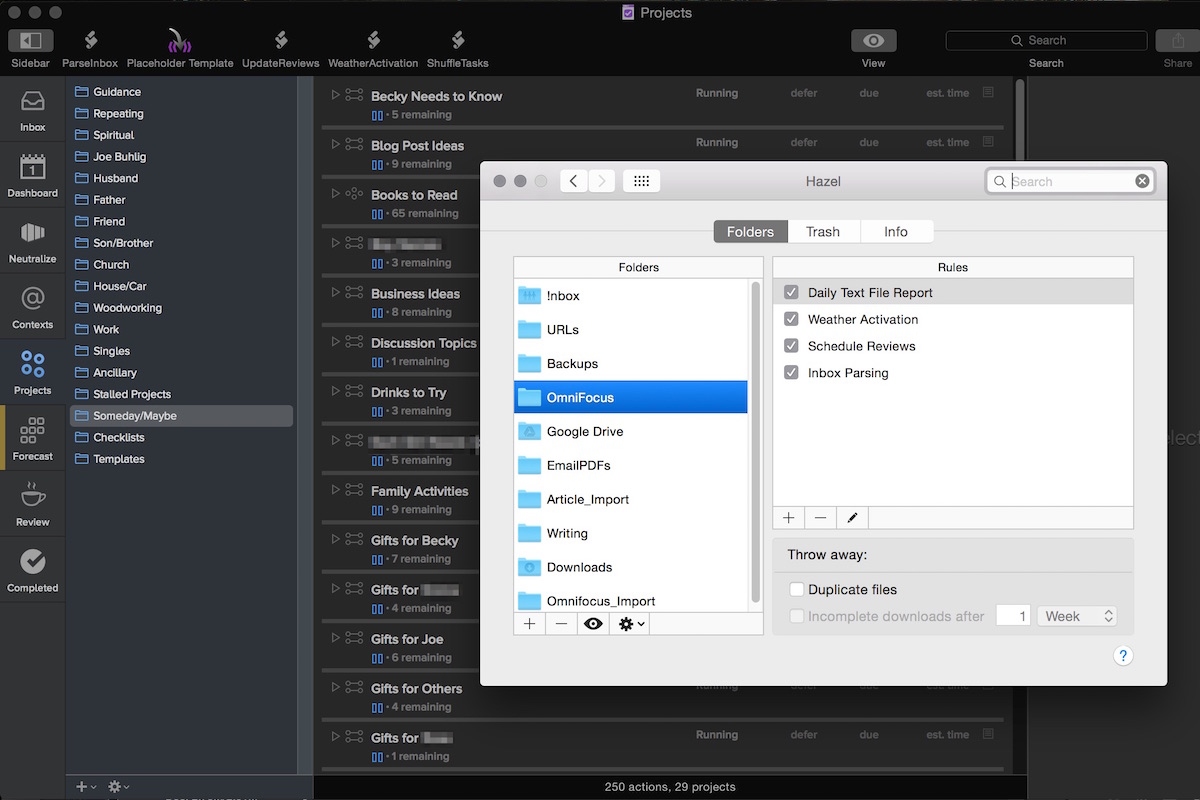 Projects
Sidebar
ParseInbox
Placeholder Template
UpdateReviews
WeatherActivation
ShuffleTasks
View
Search
Search
Share
Inbox
1
Dashboard
Neutralize
Contexts
Projects
Forecast
Review
Completed
Guidance
Repeating
Spiritual
Joe Buhlig
Husband
Father
Friend
Son/Brother
Church
House/Car
Woodworking
Work
Singles
Ancillary
Stalled Projects
Someday/Maybe
Checklists
Templates
Becky Needs to Know
Running defer due est. time
• 5 remaining
Blog Post Ideas
Running defer due est. time
• 9 remaining
Books to Read
• 65 remaining
• 3 remaining
Business Ideas
• 8 remaining
Discussion Topics
• 1 remaining
Drinks to Try
• 3 remaining
• 5 remaining
Family Activities
• 9 remaining
Gifts for Becky
• 7 remaining
Gifts for
• 4 remaining
Gifts for Joe
• 6 remaining
Gifts for Others
Running defer due est. time
• 4 remaining
Gifts for
Running defer due est. time
• 1 remaining
250 actions, 29 projects
Hazel
Search
Folders
Trash
Info
Folders
!nbox
URLs
Backups
OmniFocus
Google Drive
EmailPDFs
Article_Import
Writing
Downloads
Omnifocus_Import
Rules
Daily Text File Report
Weather Activation
Schedule Reviews
Inbox Parsing
Throw away:
Duplicate files
Incomplete downloads after 1 Week
?